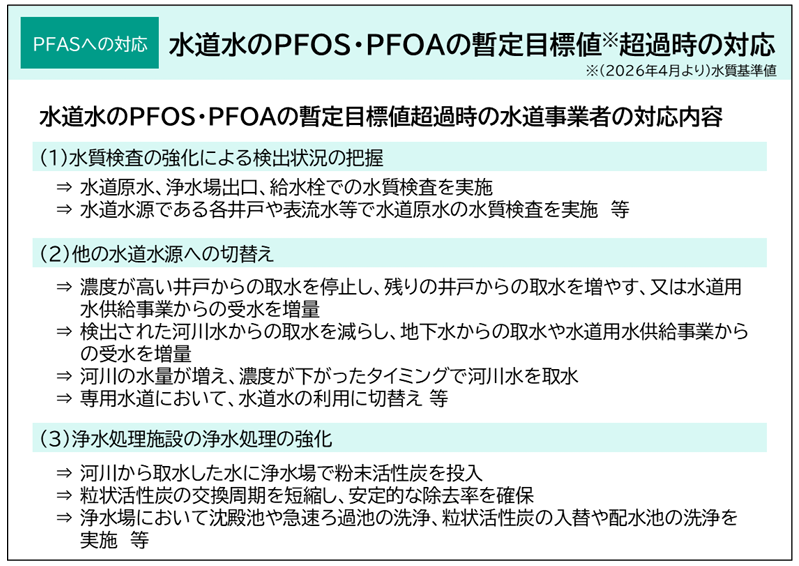 PFASへの対応
水道水のPFOS・PFOAの暫定目標値※超過時の対応
※(2026年4月より)水質基準値
水道水のPFOS・PFOAの暫定目標値超過時の水道事業者の対応内容
(1)水質検査の強化による検出状況の把握
⇒ 水道原水、浄水場出口、給水栓での水質検査を実施
⇒ 水道水源である各井戸や表流水等で水道原水の水質検査を実施 等
(2)他の水道水源への切替え
⇒ 濃度が高い井戸からの取水を停止し、残りの井戸からの取水を増やす、又は水道用
水供給事業からの受水を増量
⇒ 検出された河川水からの取水を減らし、地下水からの取水や水道用水供給事業から
の受水を増量
⇒ 河川の水量が増え、濃度が下がったタイミングで河川水を取水
⇒ 専用水道において、水道水の利用に切替え 等
(3)浄水処理施設の浄水処理の強化
⇒ 河川から取水した水に浄水場で粉末活性炭を投入
⇒ 粒状活性炭の交換周期を短縮し、安定的な除去率を確保
⇒ 浄水場において沈殿池や急速ろ過池の洗浄、粒状活性炭の入替や配水池の洗浄を
実施 等